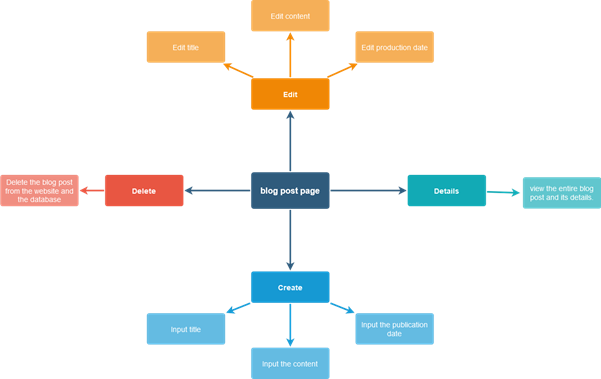 Edit content
Edit title
Edit production date
Edit
Delete the blog post
from the website and
the database
Delete
blog post page
Details
view the entire blog
post and its details.
Create
Input title
Input the publication
date
Input the content